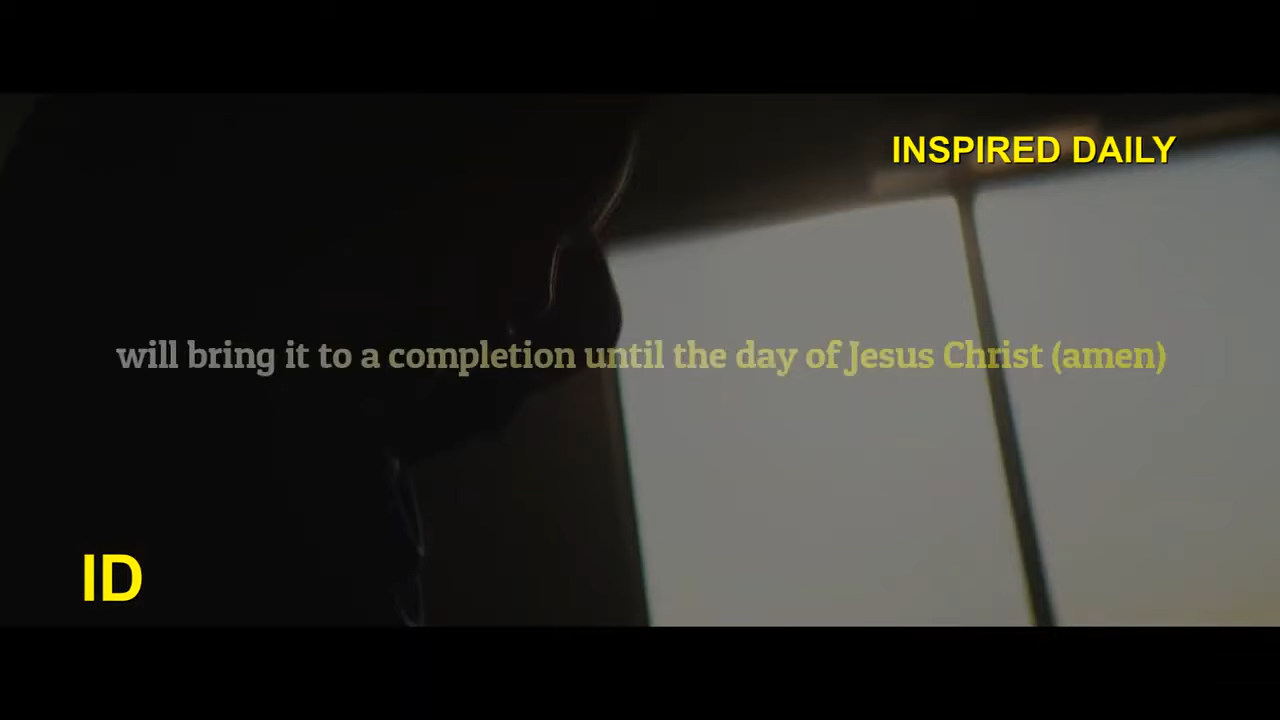 INSPIRED DAILY
will bring it to a completion until the day of Jesus Christ (amen)
ID